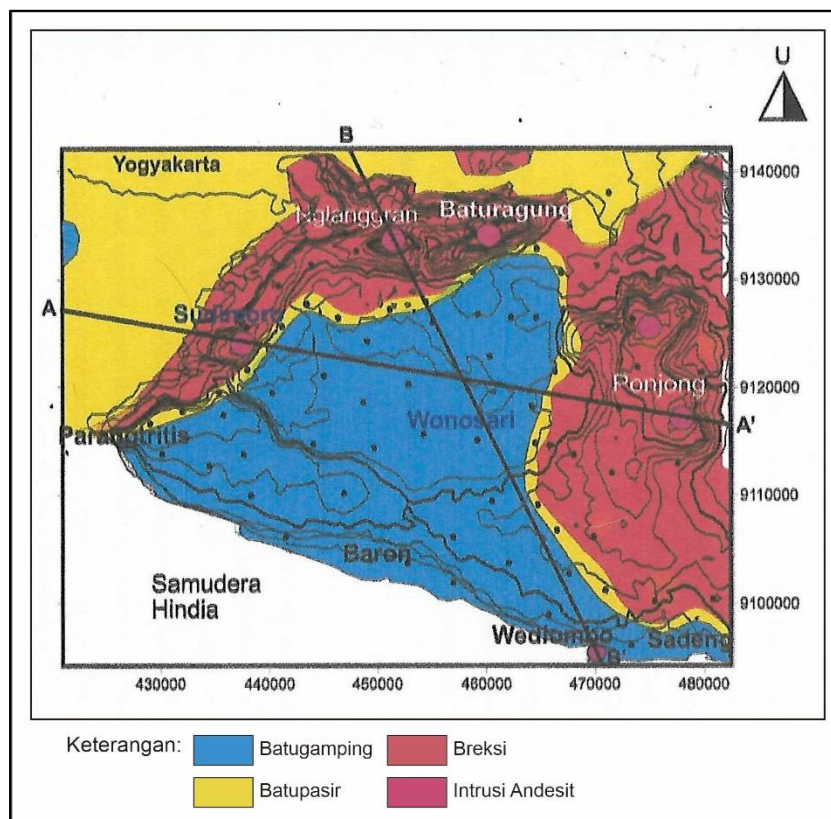 U
B
Yogyakarta
9140000
Nglanggran
Baturagung
9130000
A
Sudimoro
9120000
Ponjong
Wonosari
A'
Parangtritis
9110000
Baron
Samudera
Hindia
9100000
Wediombo
Sadeng
B'
430000 440000 450000 460000 470000 480000
Keterangan:
Batugamping
Breksi
Batupasir
Intrusi Andesit